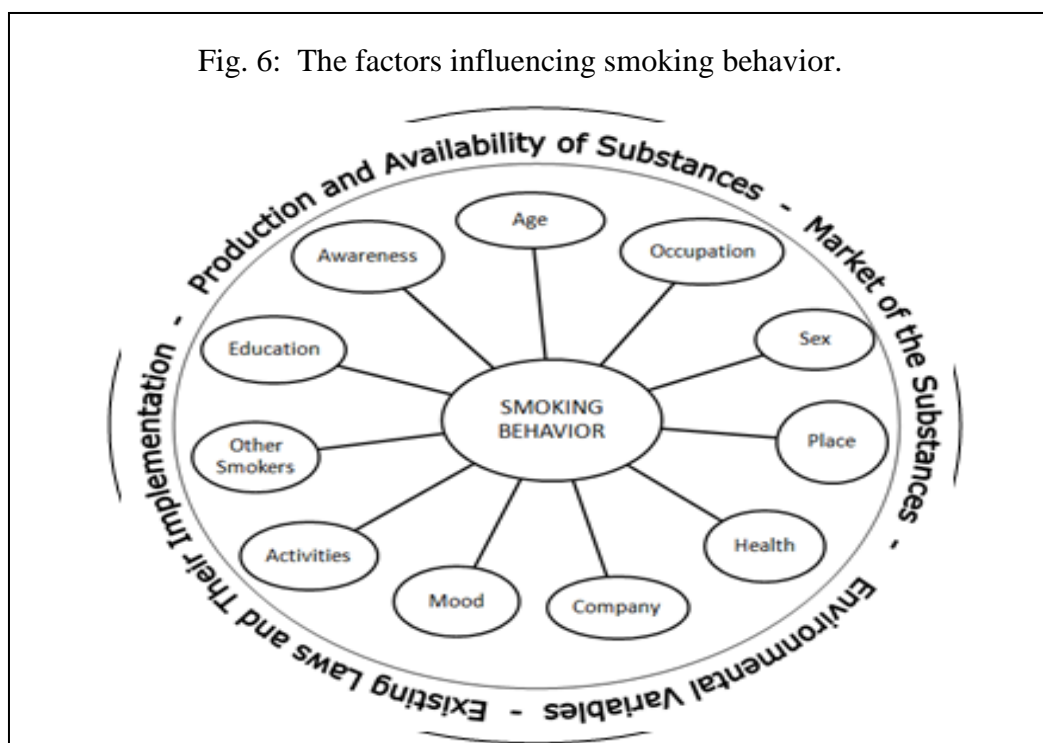 Fig. 6: The factors influencing smoking behavior.
Production and Availability of Substances - Market of the Substances - Environmental Variables - Existing Laws and Their Implementation -
Age
Occupation
Sex
Place
Health
Company
Mood
Activities
Other
Smokers
Education
Awareness
SMOKING
BEHAVIOR